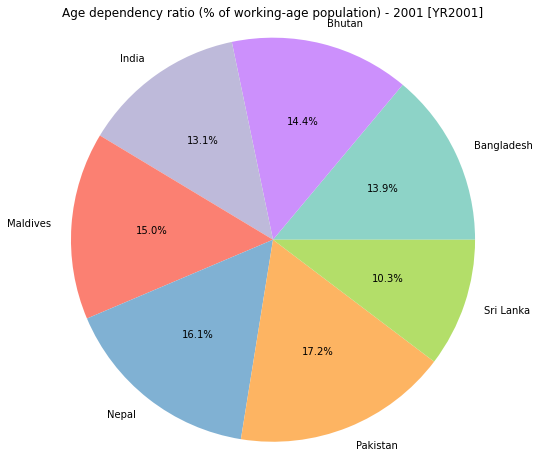 Age dependency ratio (% of working-age population) - 2001 [YR2001]
Bhutan
India
14.4%
Bangladesh
13.1%
13.9%
Maldives
15.0%
10.3%
Sri Lanka
16.1%
17.2%
Nepal
Pakistan